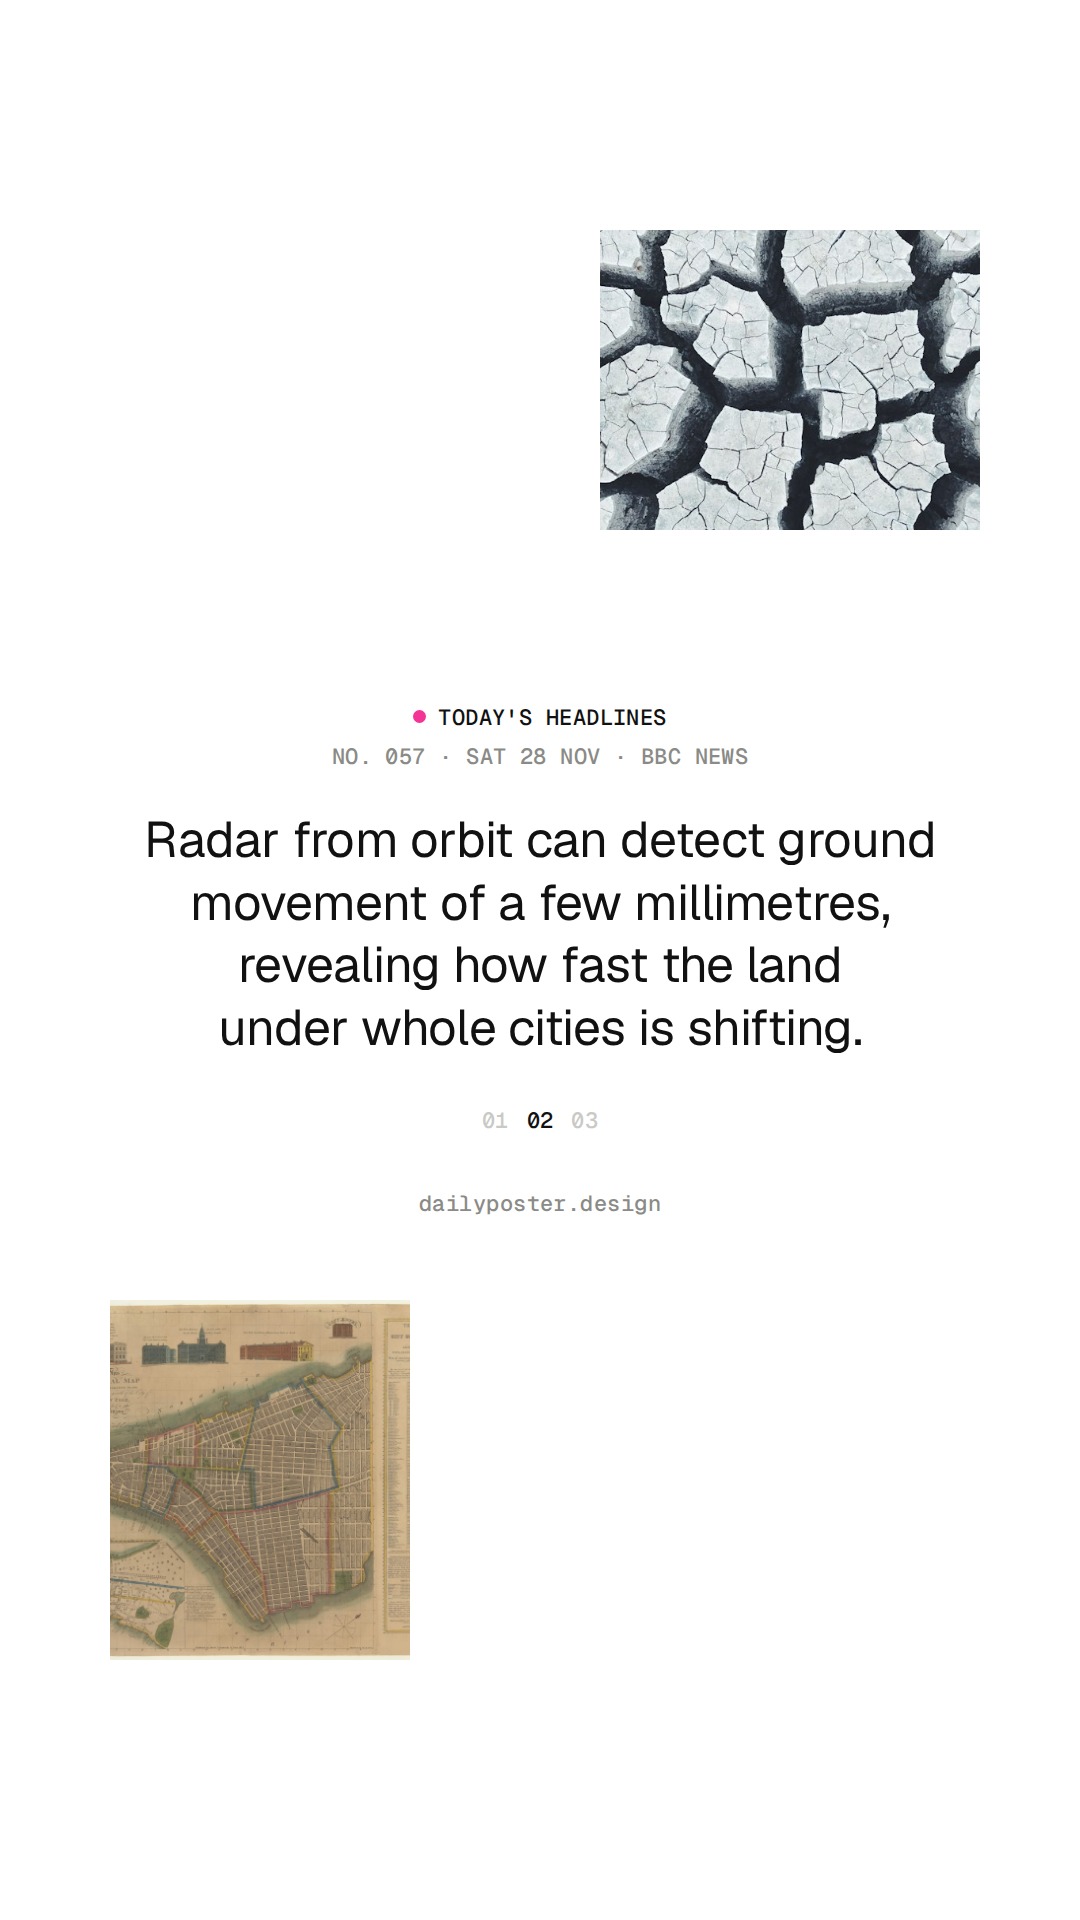 TODAY'S HEADLINES
NO. 057 · SAT 28 NOV · BBC NEWS
Radar from orbit can detect ground
movement of a few millimetres,
revealing how fast the land
under whole cities is shifting.
01 02 03
dailyposter.design